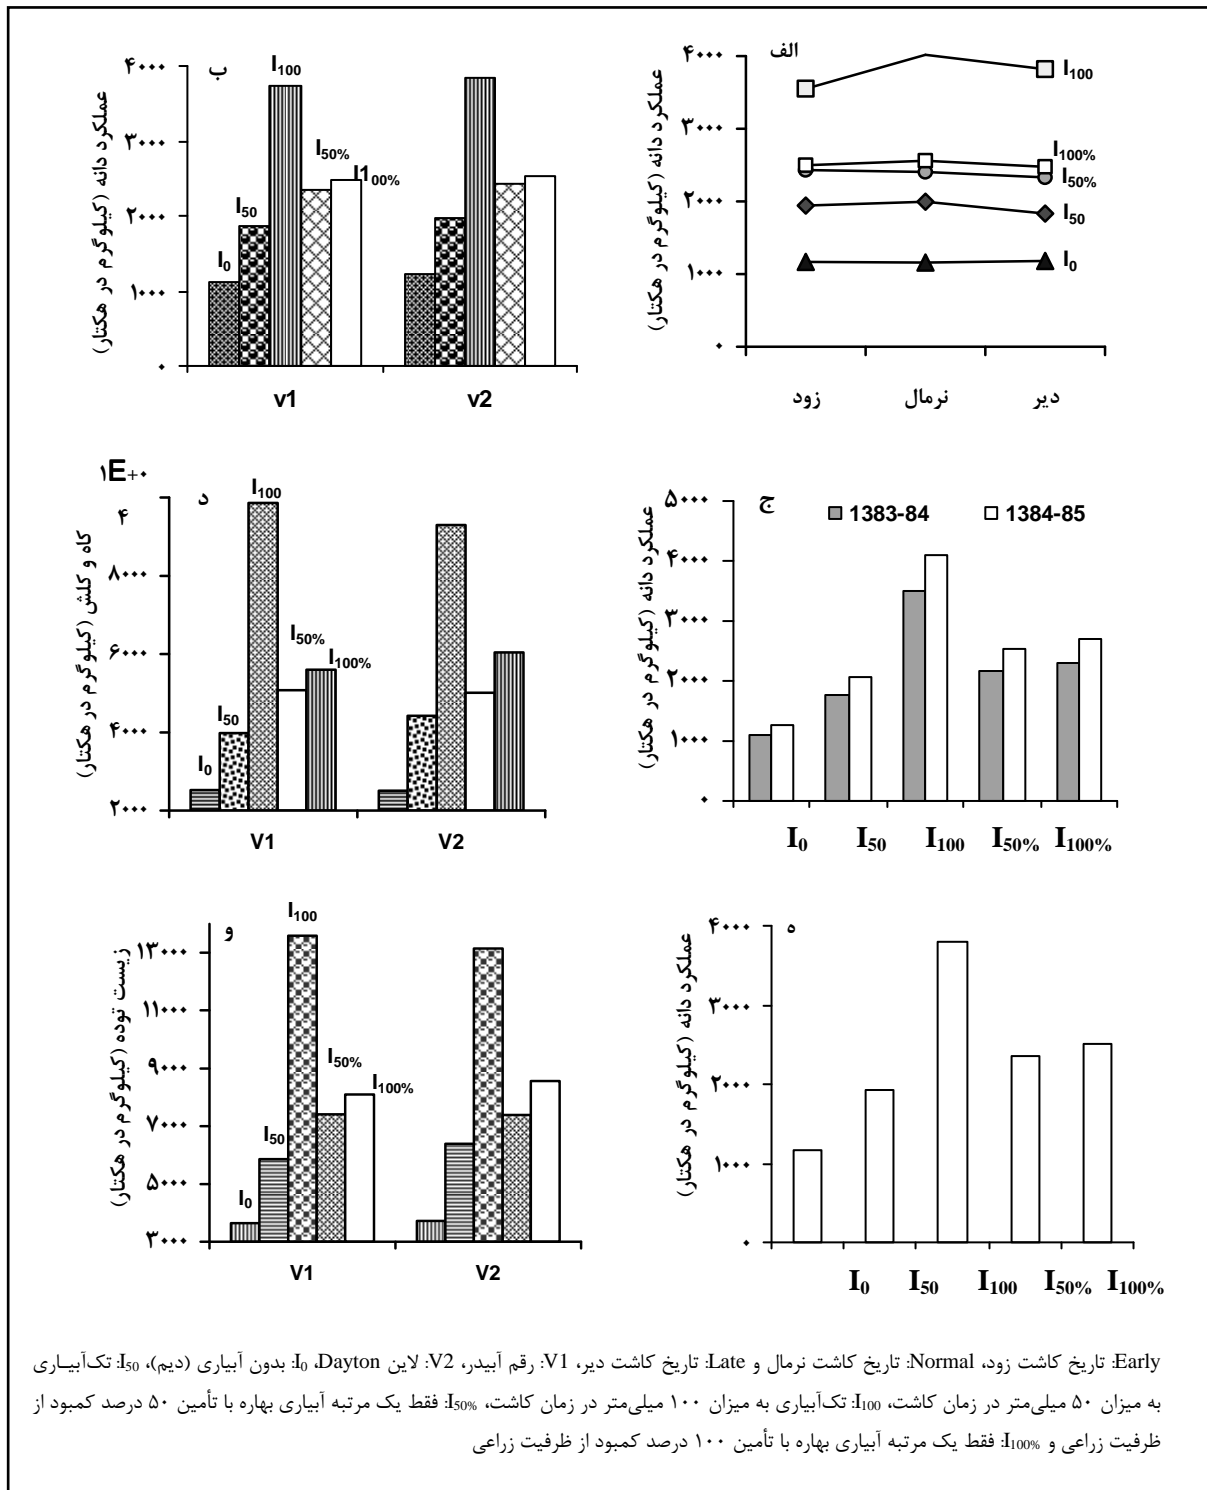 الف
عملکرد دانه (کیلوگرم در هکتار)
۴۰۰۰
۳۰۰۰
۲۰۰۰
۱۰۰۰
۰
I₁₀₀
I₁₀₀%
I₅₀%
I₅₀
I₀
زود نرمال دیر
ب
عملکرد دانه (کیلوگرم در هکتار)
۴۰۰۰
۳۰۰۰
۲۰۰۰
۱۰۰۰
۰
I₁₀₀
I₅₀%
I1₀₀%
I₅₀
I₀
v1 v2
ج
عملکرد دانه (کیلوگرم در هکتار)
۵۰۰۰
۴۰۰۰
۳۰۰۰
۲۰۰۰
۱۰۰۰
۰
1383-84 1384-85
I₀ I₅₀ I₁₀₀ I₅₀% I₁₀₀%
د
کاه و کلش (کیلوگرم در هکتار)
۱E+۰
۴
۸۰۰۰
۶۰۰۰
۴۰۰۰
۲۰۰۰
I₁₀₀
I₅₀%
I₁₀₀%
I₅₀
I₀
V1 V2
ه
عملکرد دانه (کیلوگرم در هکتار)
۴۰۰۰
۳۰۰۰
۲۰۰۰
۱۰۰۰
۰
I₀ I₅₀ I₁₀₀ I₅₀% I₁₀₀%
و
زیست توده (کیلوگرم در هکتار)
۱۳۰۰۰
۱۱۰۰۰
۹۰۰۰
۷۰۰۰
۵۰۰۰
۳۰۰۰
I₁₀₀
I₅₀%
I₁₀₀%
I₅₀
I₀
V1 V2
Early: تاریخ کاشت زود، Normal: تاریخ کاشت نرمال و Late: تاریخ کاشت دیر، V1: رقم آبیدر، V2: لاین Dayton، I₀: بدون آبیاری (دیم)، I₅₀: تک‌آبیـاری
به میزان ۵۰ میلی‌متر در زمان کاشت، I₁₀₀: تک‌آبیاری به میزان ۱۰۰ میلی‌متر در زمان کاشت، I₅₀%: فقط یک مرتبه آبیاری بهاره با تأمین ۵۰ درصد کمبود از
ظرفیت زراعی و I₁₀₀%: فقط یک مرتبه آبیاری بهاره با تأمین ۱۰۰ درصد کمبود از ظرفیت زراعی